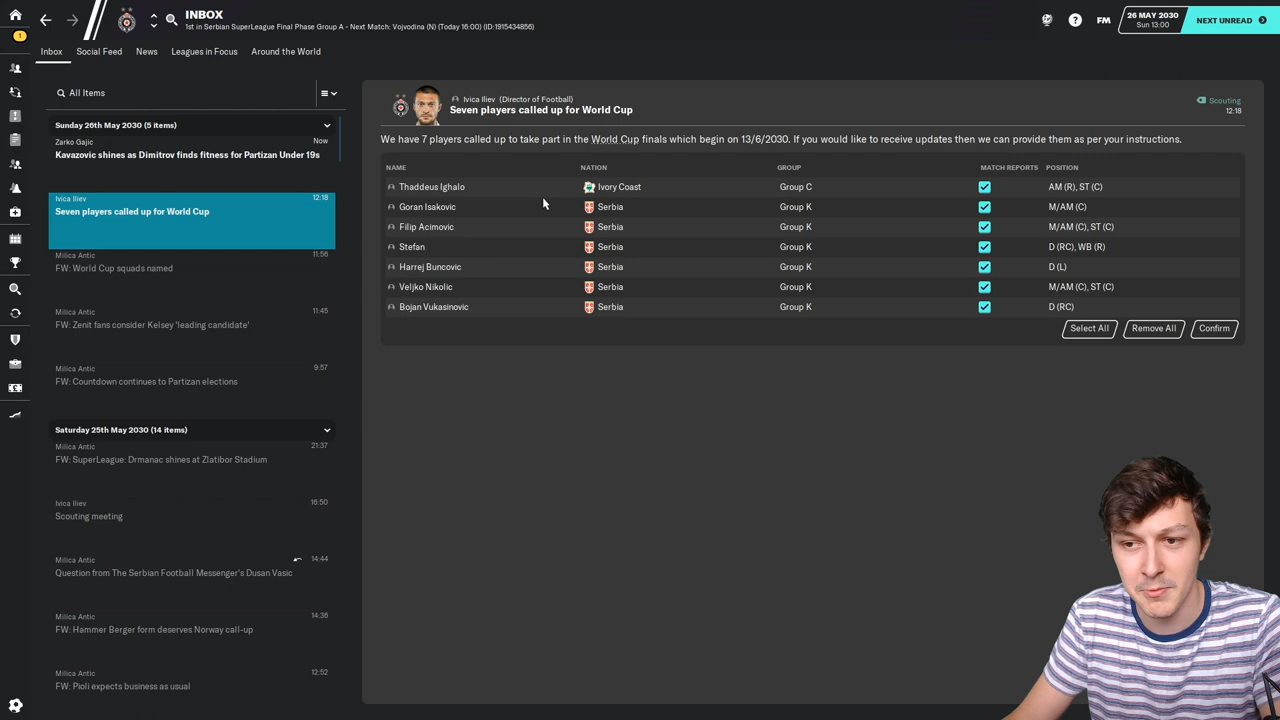 INBOX
1st in Serbian SuperLeague Final Phase Group A - Next Match: Vojvodina (N) (Today 16:00) (ID:1915434856)
FM
26 MAY 2030
SUN 13:00
NEXT UNREAD
1
Inbox
Social Feed
News
Leagues in Focus
Around the World
All Items
Sunday 26th May 2030 (5 items)
Zarko Gajic
Now
Kavazovic shines as Dimitrov finds fitness for Partizan Under 19s
Ivica Iliev
12:18
Seven players called up for World Cup
Milica Antic
11:56
FW: World Cup squads named
Milica Antic
11:45
FW: Zenit fans consider Kelsey 'leading candidate'
Milica Antic
9:57
FW: Countdown continues to Partizan elections
Saturday 25th May 2030 (14 items)
Milica Antic
21:37
FW: SuperLeague: Drmanac shines at Zlatibor Stadium
Ivica Iliev
16:50
Scouting meeting
Milica Antic
14:44
Question from The Serbian Football Messenger's Dusan Vasic
Milica Antic
14:36
FW: Hammer Berger form deserves Norway call-up
Milica Antic
12:52
FW: Pioli expects business as usual
Ivica Iliev (Director of Football)
Seven players called up for World Cup
Scouting
12:18
We have 7 players called up to take part in the World Cup finals which begin on 13/6/2030. If you would like to receive updates then we can provide them as per your instructions.
NAME NATION GROUP MATCH REPORTS POSITION
Thaddeus Ighalo Ivory Coast Group C AM (R), ST (C)
Goran Isakovic Serbia Group K M/AM (C)
Filip Acimovic Serbia Group K M/AM (C), ST (C)
Stefan Serbia Group K D (RC), WB (R)
Harrej Buncovic Serbia Group K D (L)
Veljko Nikolic Serbia Group K M/AM (C), ST (C)
Bojan Vukasinovic Serbia Group K D (RC)
Select All
Remove All
Confirm